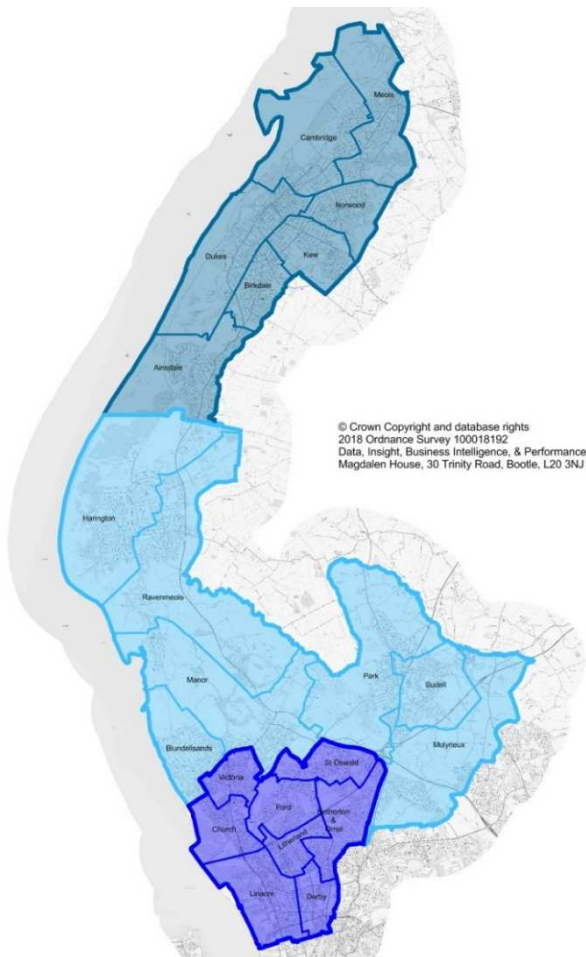 Meols
Cambridge
Norwood
Dukes
Kew
Birkdale
Ainsdale
© Crown Copyright and database rights
2018 Ordnance Survey 100018192
Data, Insight, Business Intelligence, & Performance
Magdalen House, 30 Trinity Road, Bootle, L20 3NJ
Harington
Ravenmeols
Park
Manor
Sudell
Blundellsands
Molyneux
St Oswald
Victoria
Ford
Netherton
&
Orrell
Church
Litherland
Linacre
Derby